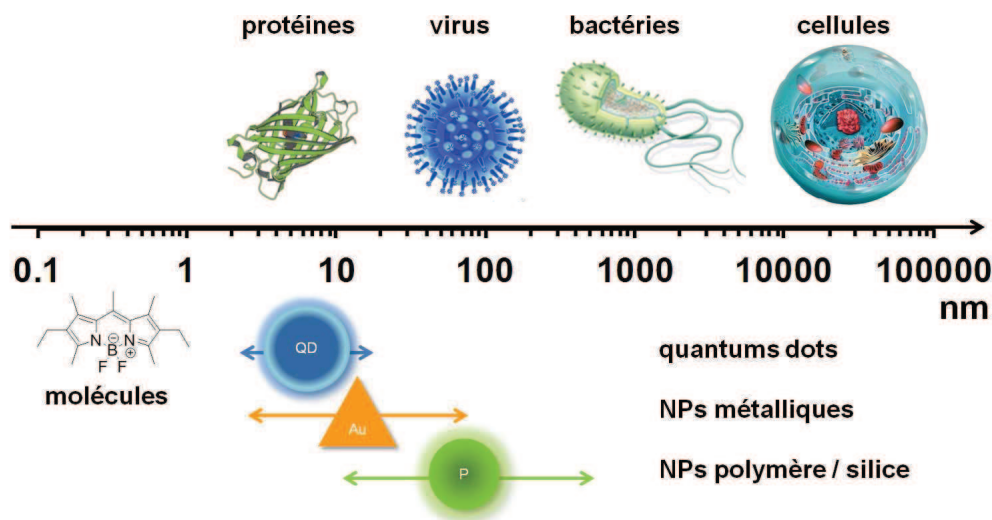 protéines virus bactéries cellules
0.1 1 10 100 1000 10000 100000
nm
N B N
F F
molécules
QD
quantums dots
Au
NPs métalliques
P
NPs polymère / silice